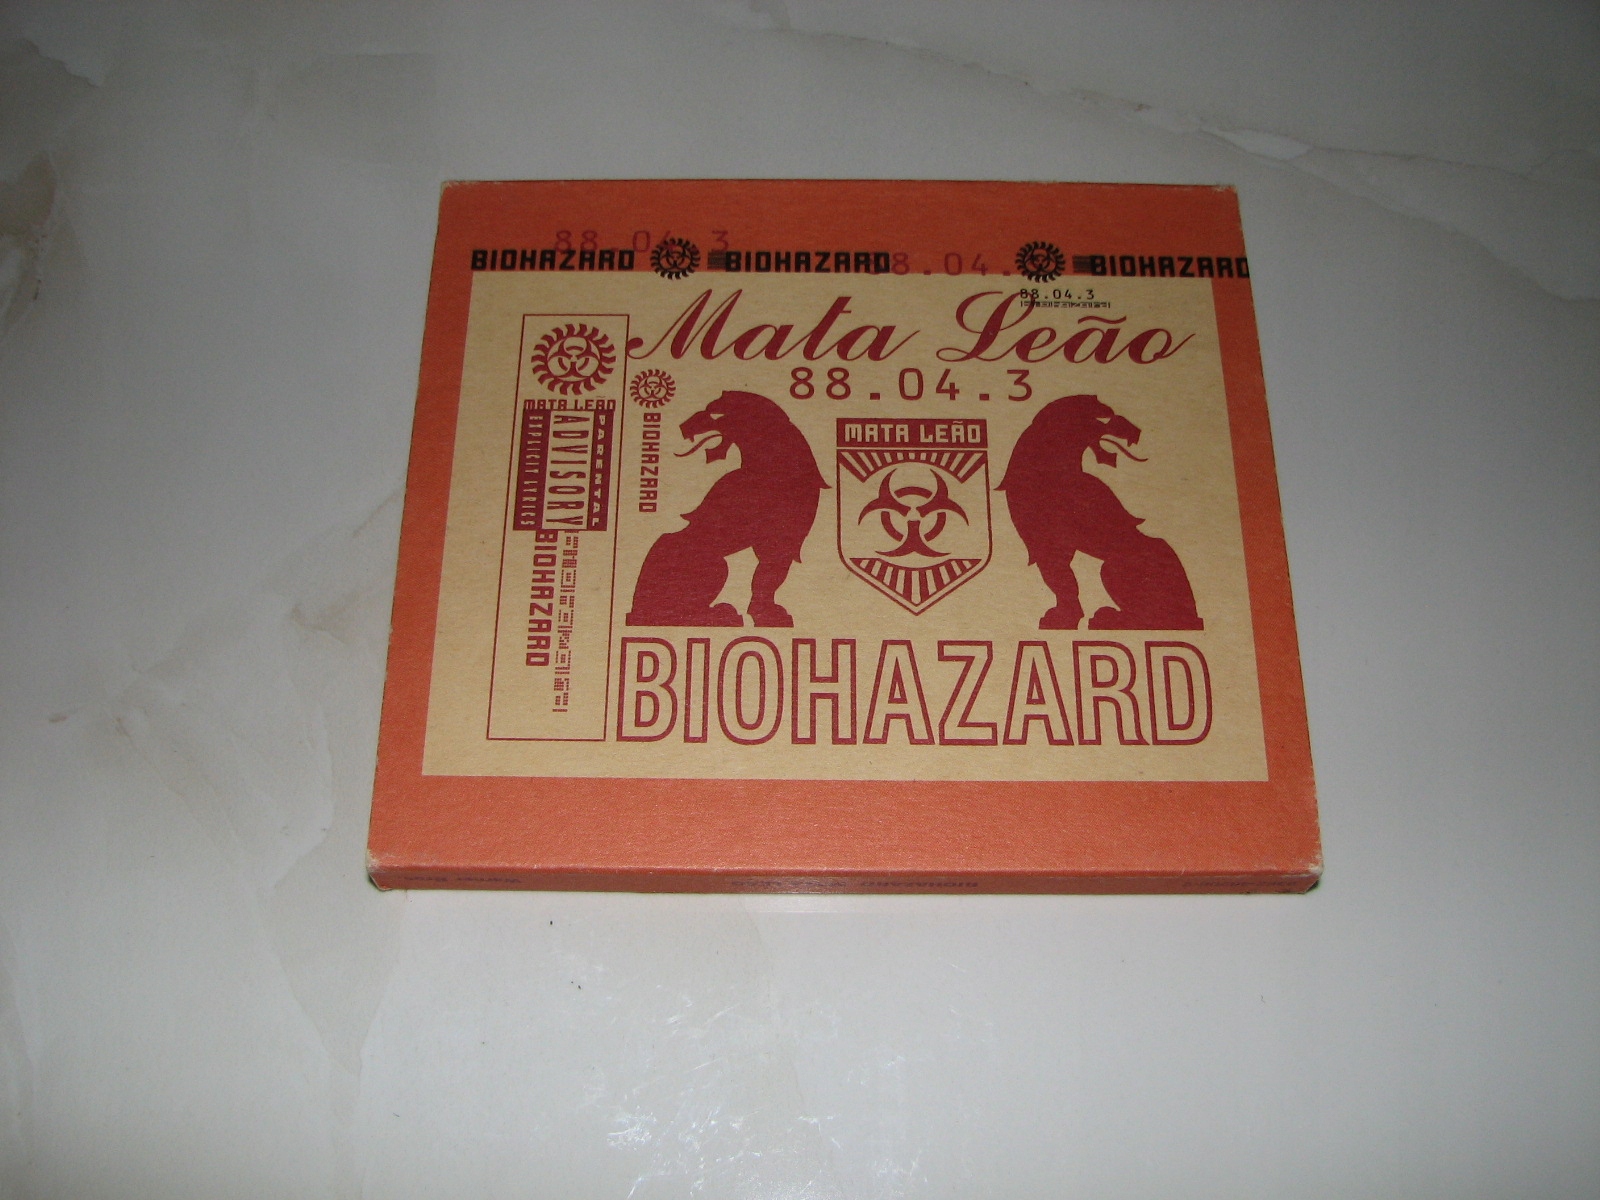 88.04.3
BIOHAZARD BIOHAZARD 8.04. BIOHAZARD
88.04.3
Mata Leão
88.04.3
MATA LEÃO
PARENTAL
ADVISORY
EXPLICIT LYRICS
BIOHAZARD
BIOHAZARD
MATA LEÃO
BIOHAZARD